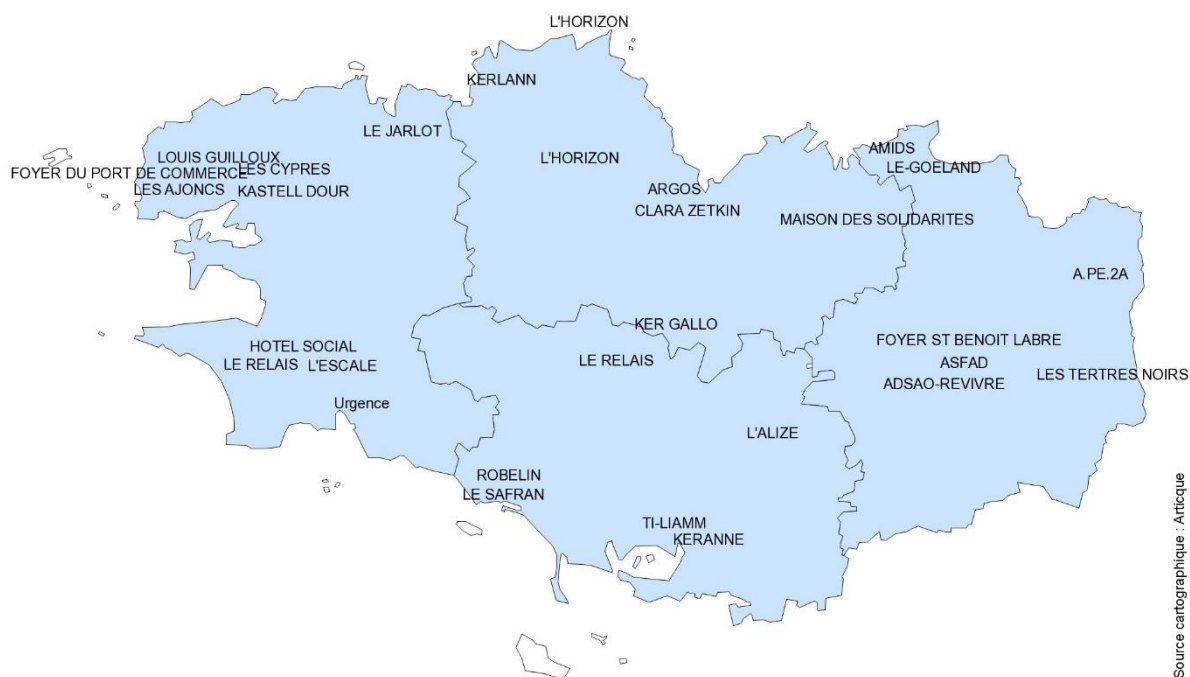 L'HORIZON
KERLANN
LE JARLOT
L'HORIZON
LOUIS GUILLOUX
FOYER DU PORT DE COMMERCE
LES CYPRES
LES AJONCS
KASTELL DOUR
ARGOS
CLARA ZETKIN
MAISON DES SOLIDARITES
AMIDS
LE-GOELAND
A.PE.2A
KER GALLO
LE RELAIS
HOTEL SOCIAL
LE RELAIS
L'ESCALE
Urgence
FOYER ST BENOIT LABRE
ASFAD
ADSAO-REVIVRE
LES TERTRES NOIRS
L'ALIZE
ROBELIN
LE SAFRAN
TI-LIAMM
KERANNE
Source cartographique : Articque